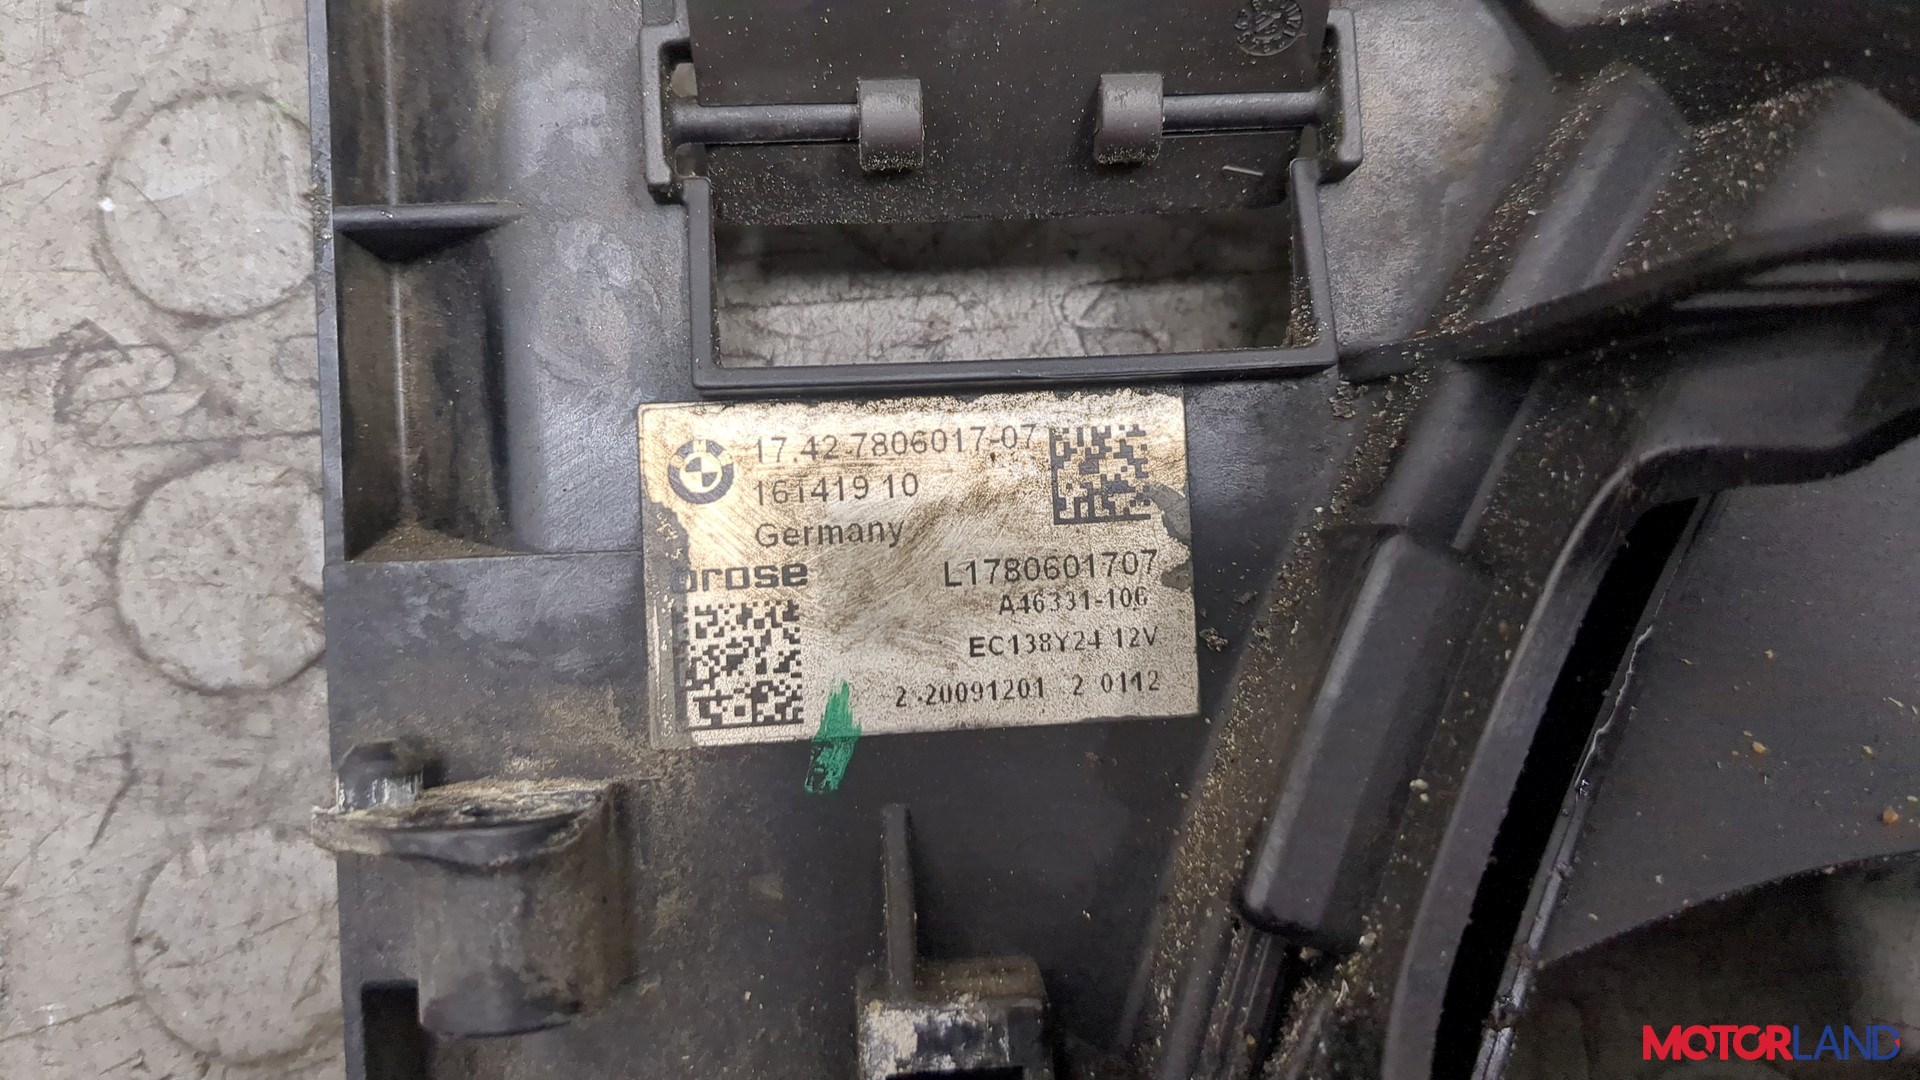 17.42-7806017-07
161419 10
Germany
brose
L1780601707
A46331-106
EC138Y24 12V
2-20091201 2 0112
MOTORLAND